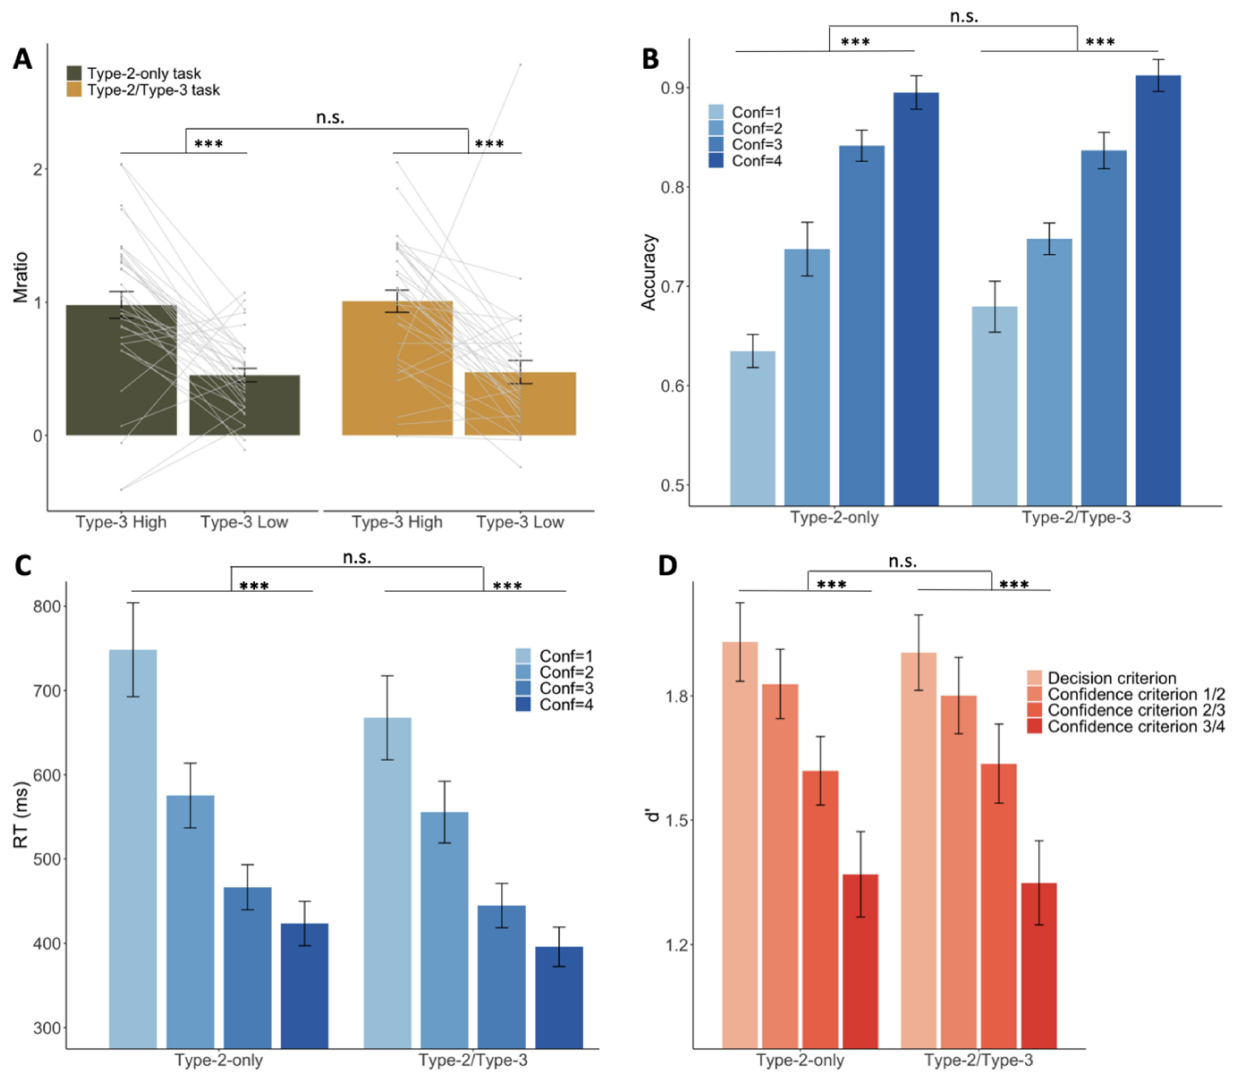 A
Type-2-only task
Type-2/Type-3 task
n.s.
***
***
Mratio
2
1
0
Type-3 High
Type-3 Low
Type-3 High
Type-3 Low
B
n.s.
***
***
Conf=1
Conf=2
Conf=3
Conf=4
Accuracy
0.9
0.8
0.7
0.6
0.5
Type-2-only
Type-2/Type-3
C
n.s.
***
***
Conf=1
Conf=2
Conf=3
Conf=4
RT (ms)
800
700
600
500
400
300
Type-2-only
Type-2/Type-3
D
n.s.
***
***
Decision criterion
Confidence criterion 1/2
Confidence criterion 2/3
Confidence criterion 3/4
d'
1.8
1.5
1.2
Type-2-only
Type-2/Type-3